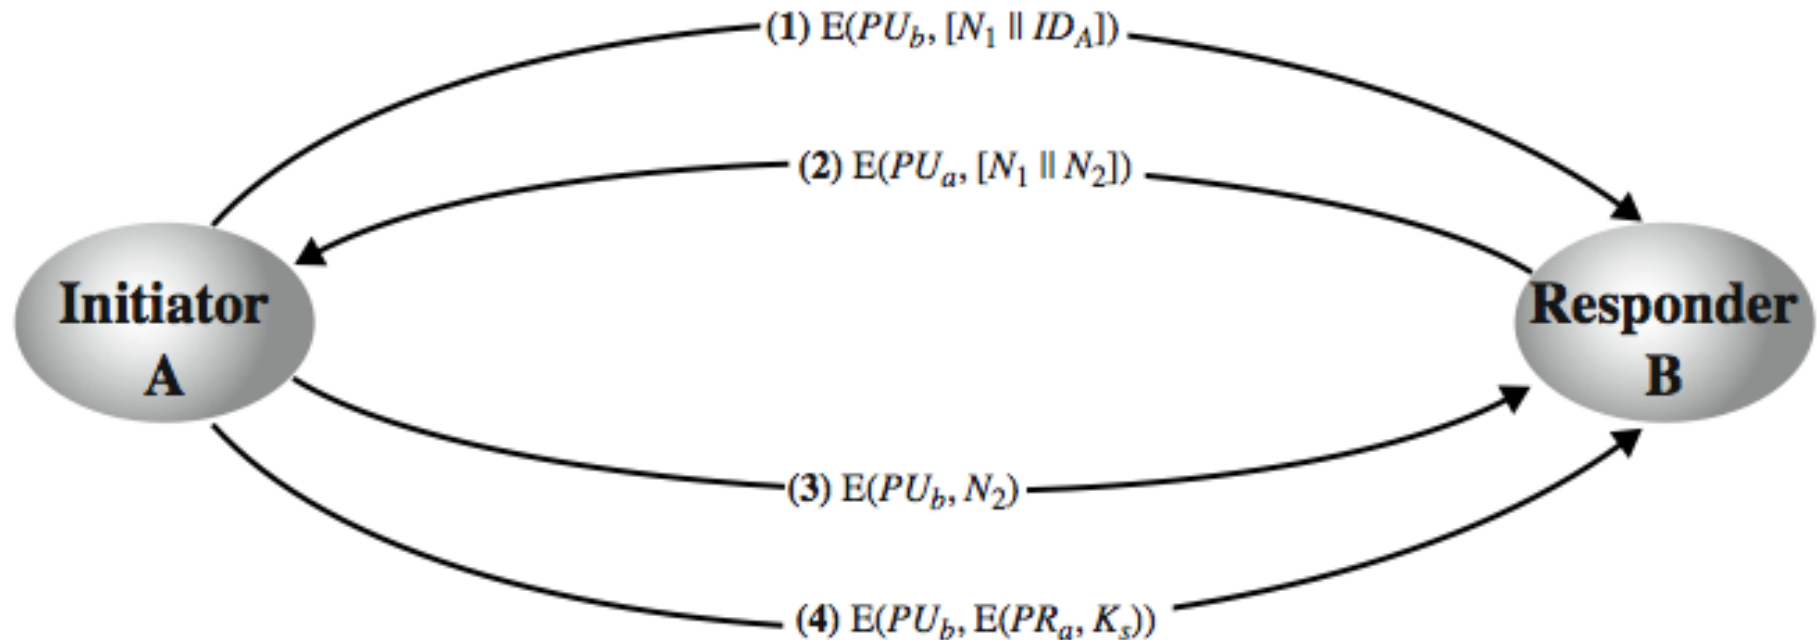 (1) E(PU_b, [N_1 || ID_A])
(2) E(PU_a, [N_1 || N_2])
Initiator
A
Responder
B
(3) E(PU_b, N_2)
(4) E(PU_b, E(PR_a, K_s))